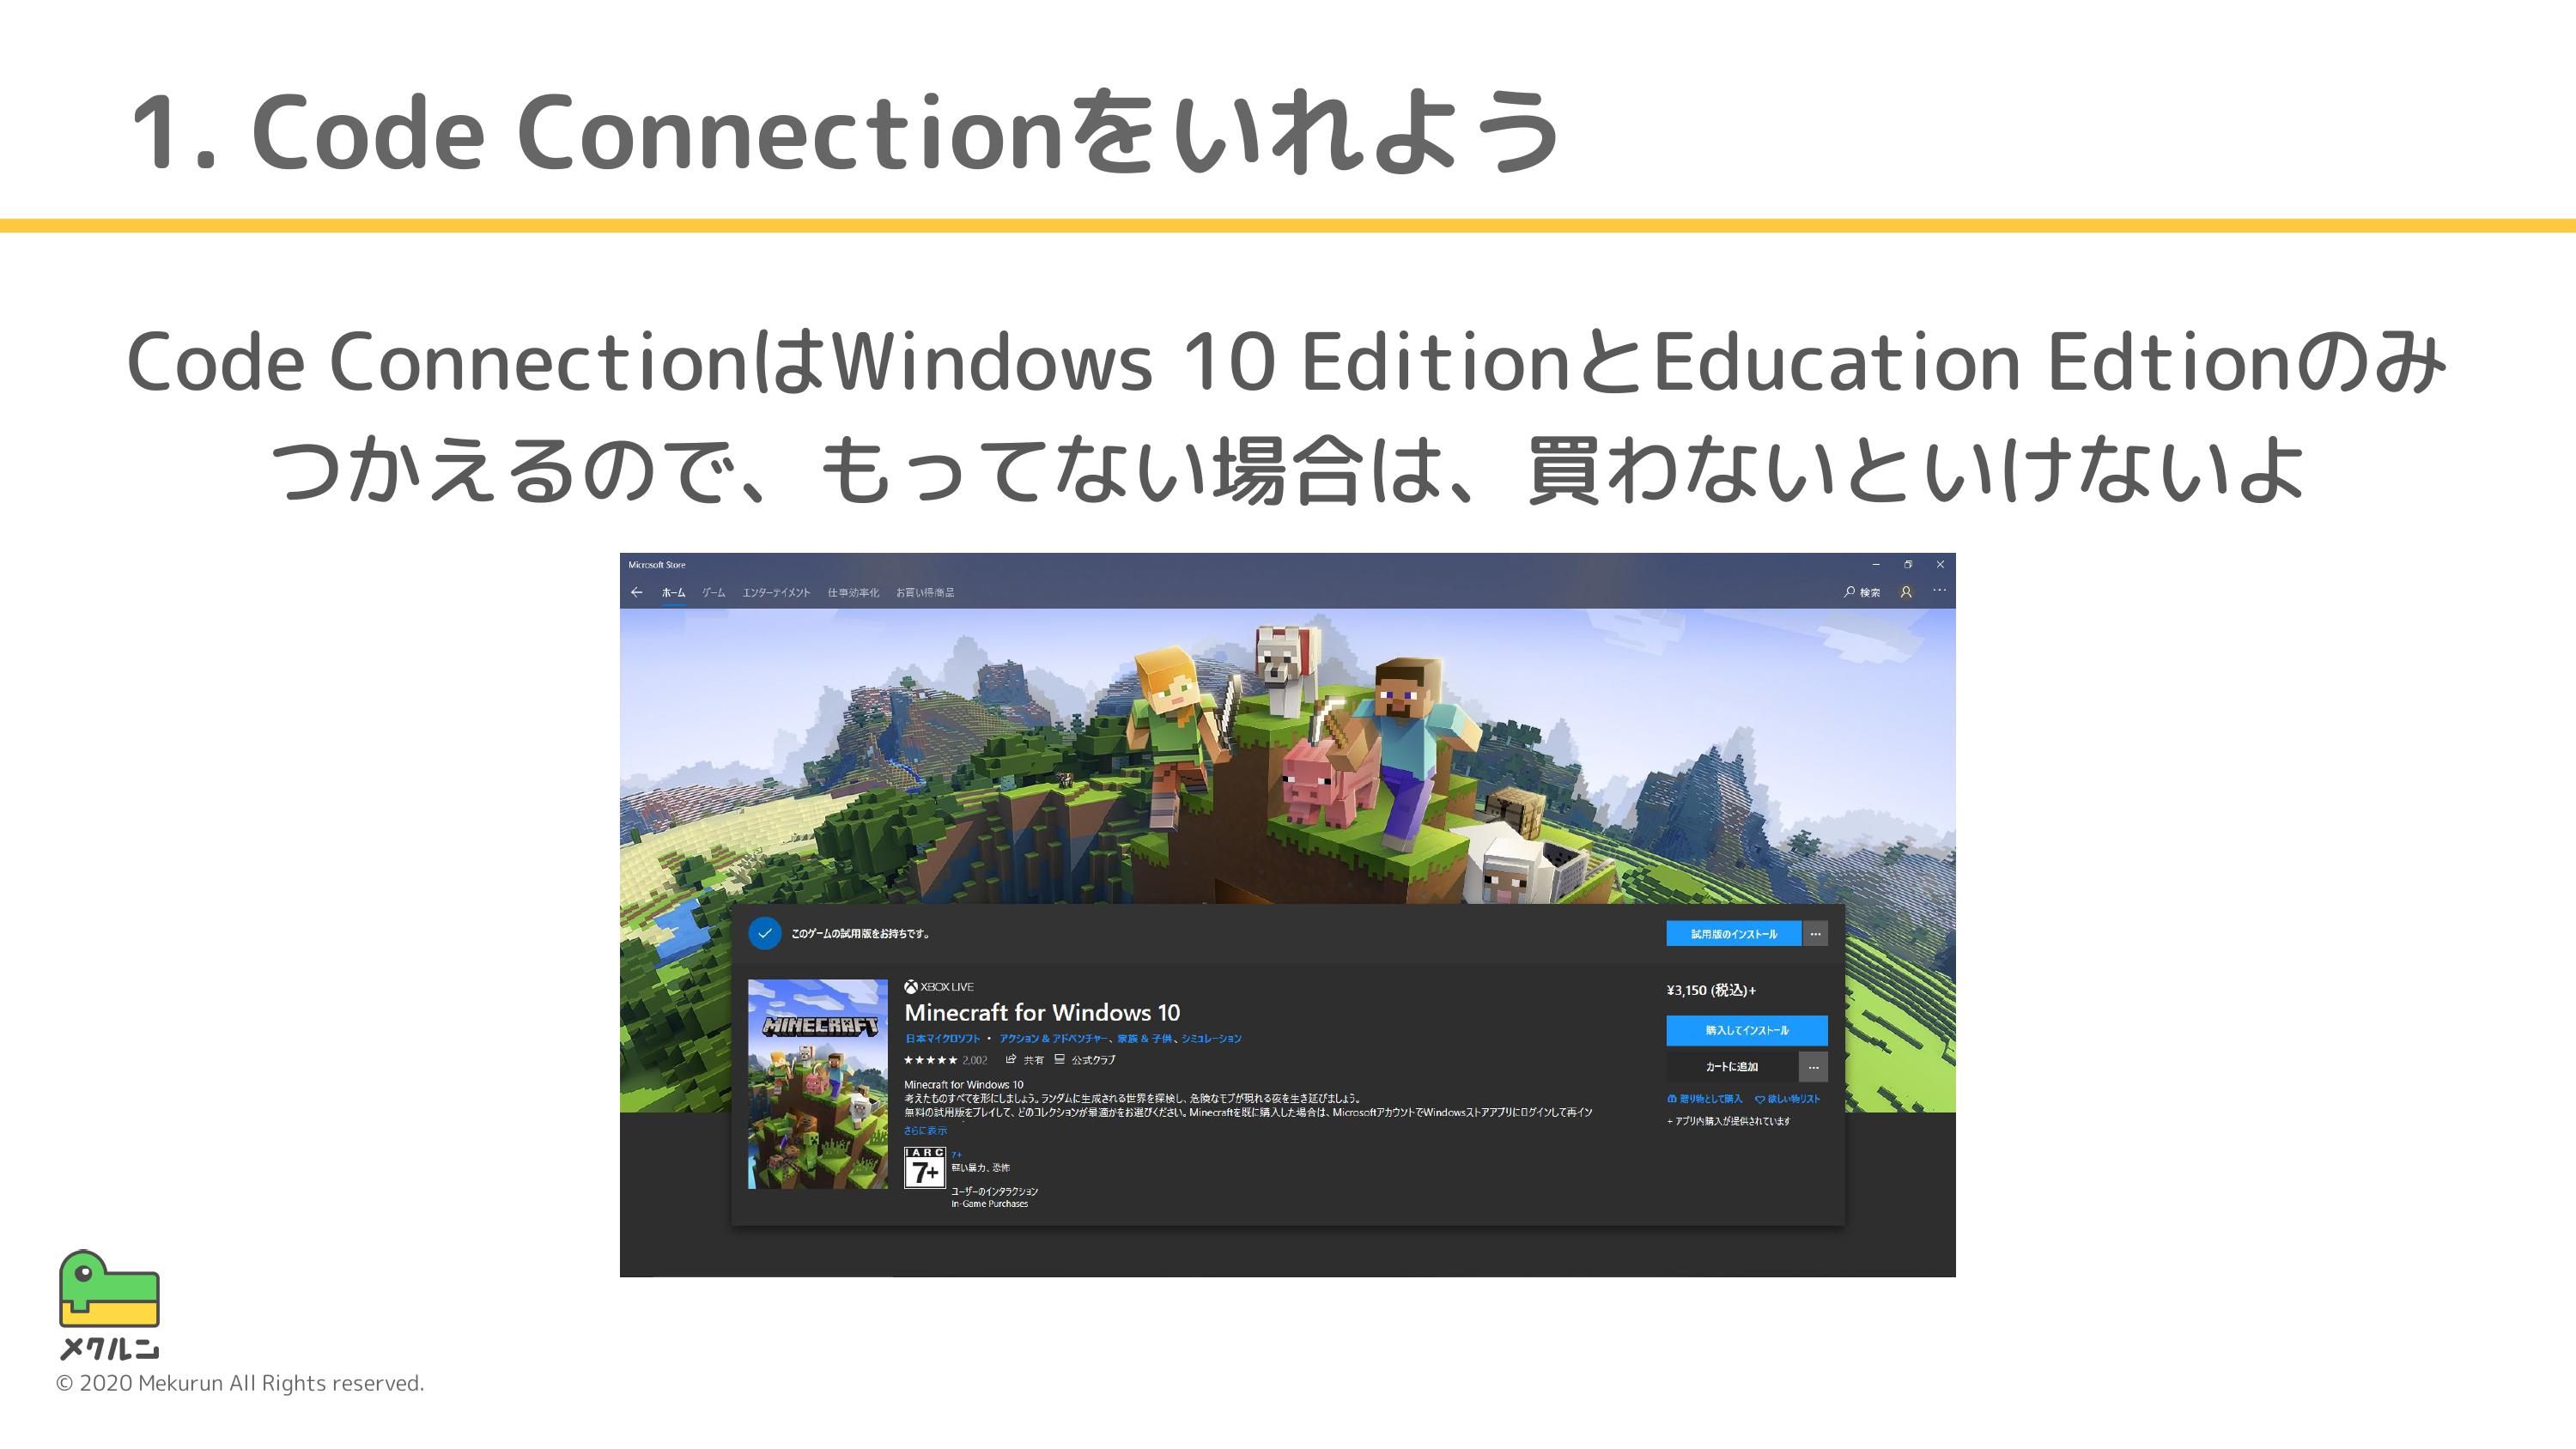 1. Code Connectionをいれよう
Code ConnectionはWindows 10 EditionとEducation Edtionのみ
つかえるので、もってない場合は、買わないといけないよ
Microsoft Store
ホーム ゲーム エンターテイメント 仕事効率化 お買い得商品
検索
このゲームの試用版をお持ちです。
試用版のインストール
XBOX LIVE
Minecraft for Windows 10
日本マイクロソフト • アクション & アドベンチャー、家族 & 子供、シミュレーション
★★★★★ 2,002 共有 公式クラブ
Minecraft for Windows 10
考えたものすべてを形にしましょう。ランダムに生成される世界を探検し、危険なモブが現れる夜を生き延びましょう。
無料の試用版をプレイして、どのコレクションが最適かをお選びください。Minecraftを既に購入した場合は、MicrosoftアカウントでWindowsストアアプリにログインして再イン
さらに表示
¥3,150 (税込)+
購入してインストール
カートに追加
贈り物として購入 欲しい物リスト
+ アプリ内購入が提供されています
MINECRAFT
IARC
7+
7+
軽い暴力、恐怖
ユーザーのインタラクション
In-Game Purchases
メクルン
© 2020 Mekurun All Rights reserved.